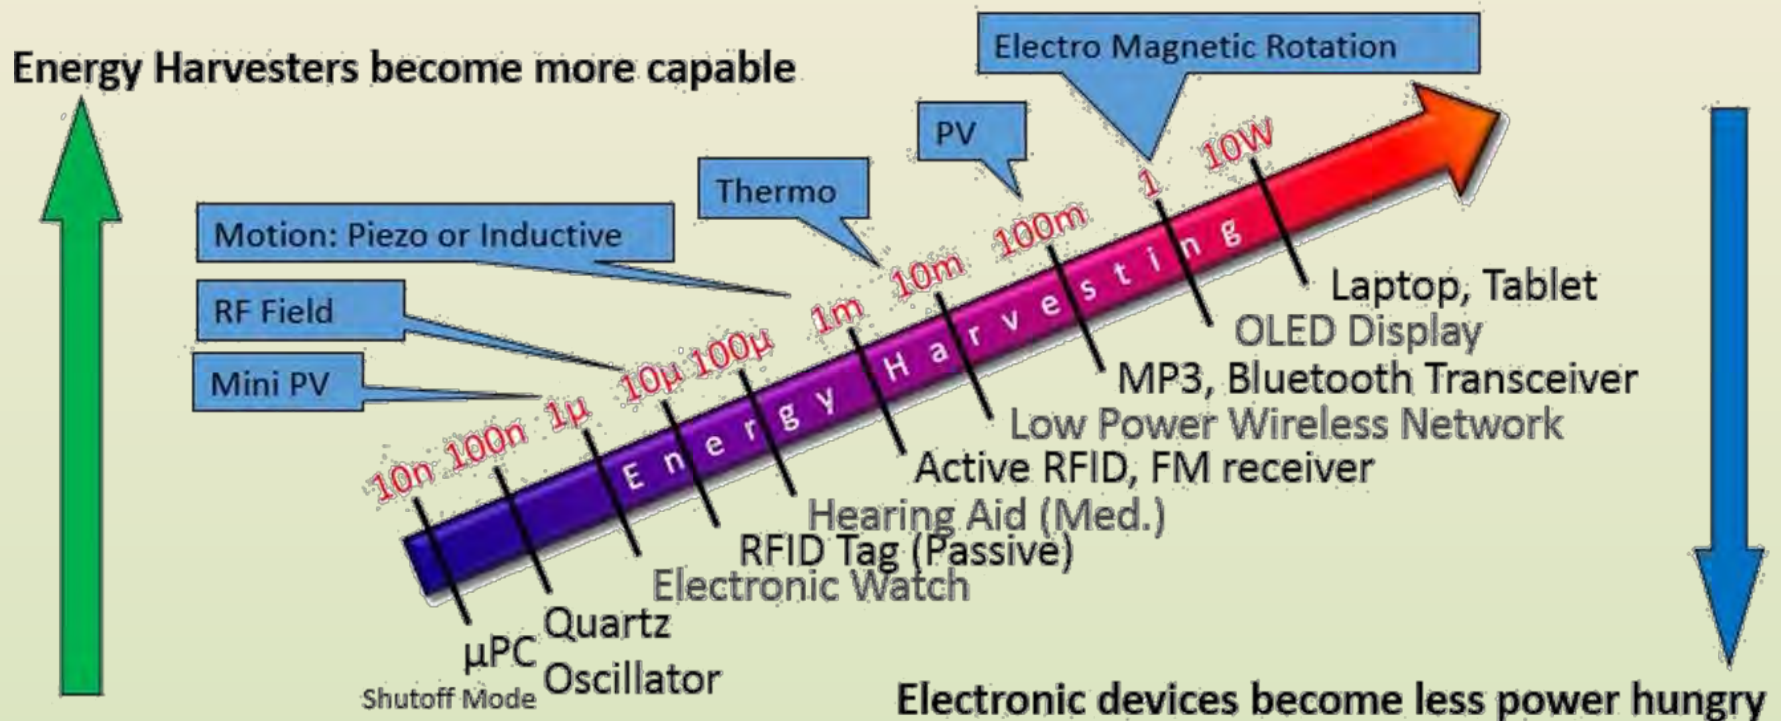 Energy Harvesters become more capable
Electro Magnetic Rotation
PV
Thermo
Motion: Piezo or Inductive
RF Field
Mini PV
10n
100n
1µ
10µ
100µ
1m
10m
100m
1
10W
Energy Harvesting
Laptop, Tablet
OLED Display
MP3, Bluetooth Transceiver
Low Power Wireless Network
Active RFID, FM receiver
Hearing Aid (Med.)
RFID Tag (Passive)
Electronic Watch
Quartz
Oscillator
µPC
Shutoff Mode
Electronic devices become less power hungry